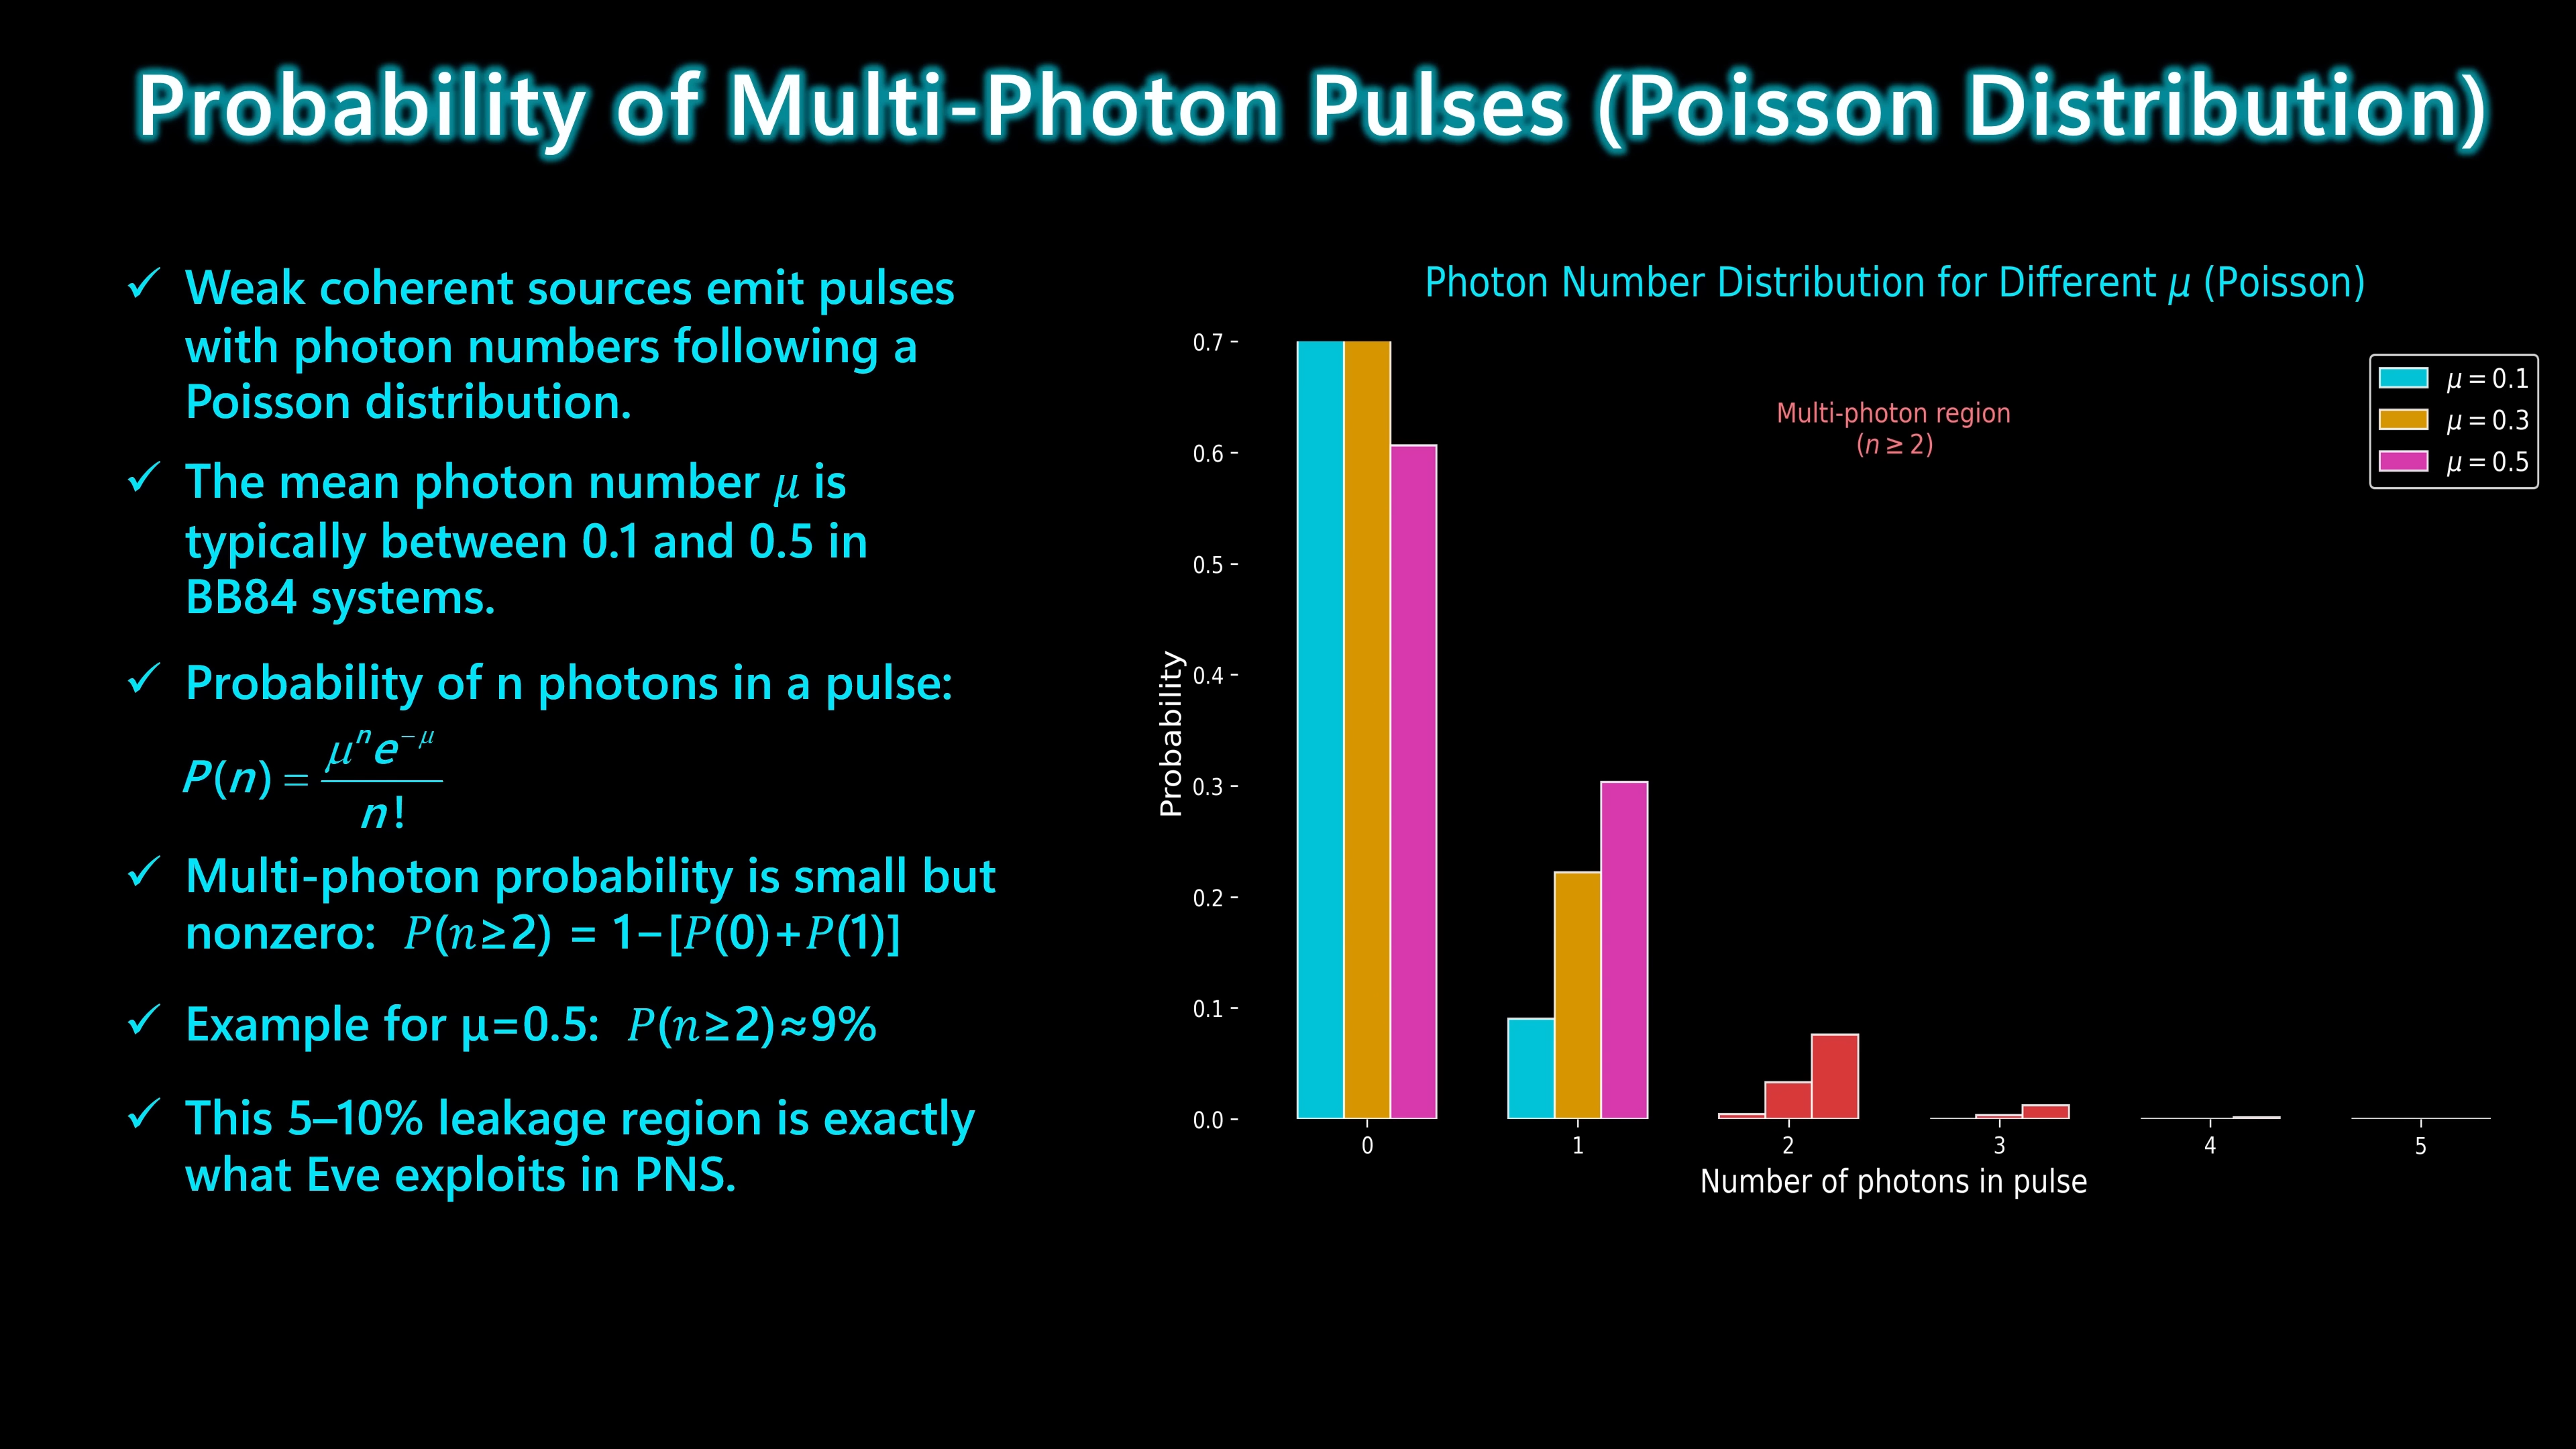 Probability of Multi-Photon Pulses (Poisson Distribution)
✓ Weak coherent sources emit pulses
with photon numbers following a
Poisson distribution.
✓ The mean photon number 𝜇 is
typically between 0.1 and 0.5 in
BB84 systems.
✓ Probability of n photons in a pulse:
P(n) = μⁿe^{−μ} / n!
✓ Multi-photon probability is small but
nonzero: 𝑃(𝑛≥2) = 1−[𝑃(0)+𝑃(1)]
✓ Example for μ=0.5: 𝑃(𝑛≥2)≈9%
✓ This 5–10% leakage region is exactly
what Eve exploits in PNS.
Photon Number Distribution for Different μ (Poisson)
Multi-photon region
(n ≥ 2)
μ = 0.1
μ = 0.3
μ = 0.5
Probability
0.7
0.6
0.5
0.4
0.3
0.2
0.1
0.0
0 1 2 3 4 5
Number of photons in pulse